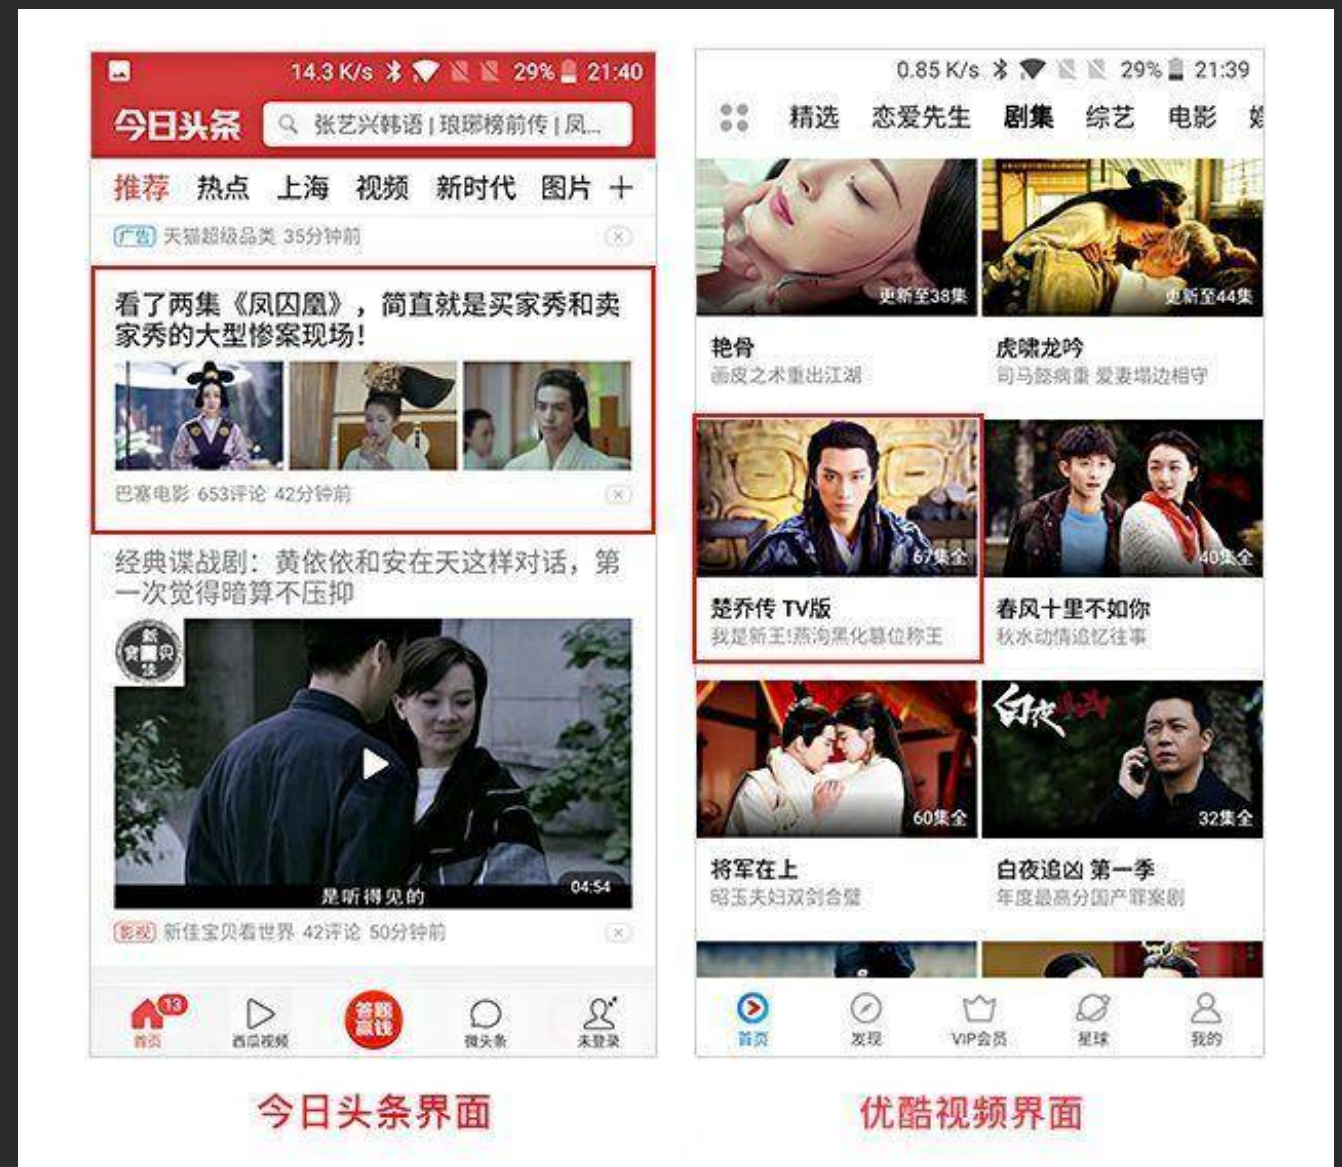 14.3 K/s 29% 21:40
今日头条
张艺兴韩语 | 琅琊榜前传 | 凤...
推荐 热点 上海 视频 新时代 图片
广告 天猫超级品类 35分钟前
看了两集《凤囚凰》，简直就是买家秀和卖
家秀的大型惨案现场！
巴塞电影 653评论 42分钟前
经典谍战剧：黄依依和安在天这样对话，第
一次觉得暗算不压抑
新
宝 典
佳
是听得见的
04:54
影视 新佳宝贝看世界 42评论 50分钟前
13
答题
赢钱
首页 西瓜视频 微头条 未登录
今日头条界面
0.85 K/s 29% 21:39
精选 恋爱先生 剧集 综艺 电影
更新至38集 更新至44集
艳骨 虎啸龙吟
画皮之术重出江湖 司马懿病重 爱妻塌边相守
67集全 40集全
楚乔传 TV版 春风十里不如你
我是新王!燕洵黑化篡位称王 秋水动情追忆往事
白夜追凶
60集全 32集全
将军在上 白夜追凶 第一季
昭玉夫妇双剑合璧 年度最高分国产罪案剧
首页 发现 VIP会员 星球 我的
优酷视频界面